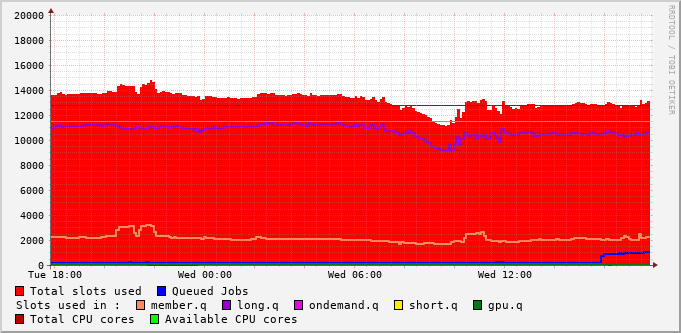 20000
18000
16000
14000
12000
10000
8000
6000
4000
2000
0
Tue 18:00 Wed 00:00 Wed 06:00 Wed 12:00
RRDTOOL / TOBI OETIKER
Total slots used Queued Jobs
Slots used in : member.q long.q ondemand.q short.q gpu.q
Total CPU cores Available CPU cores